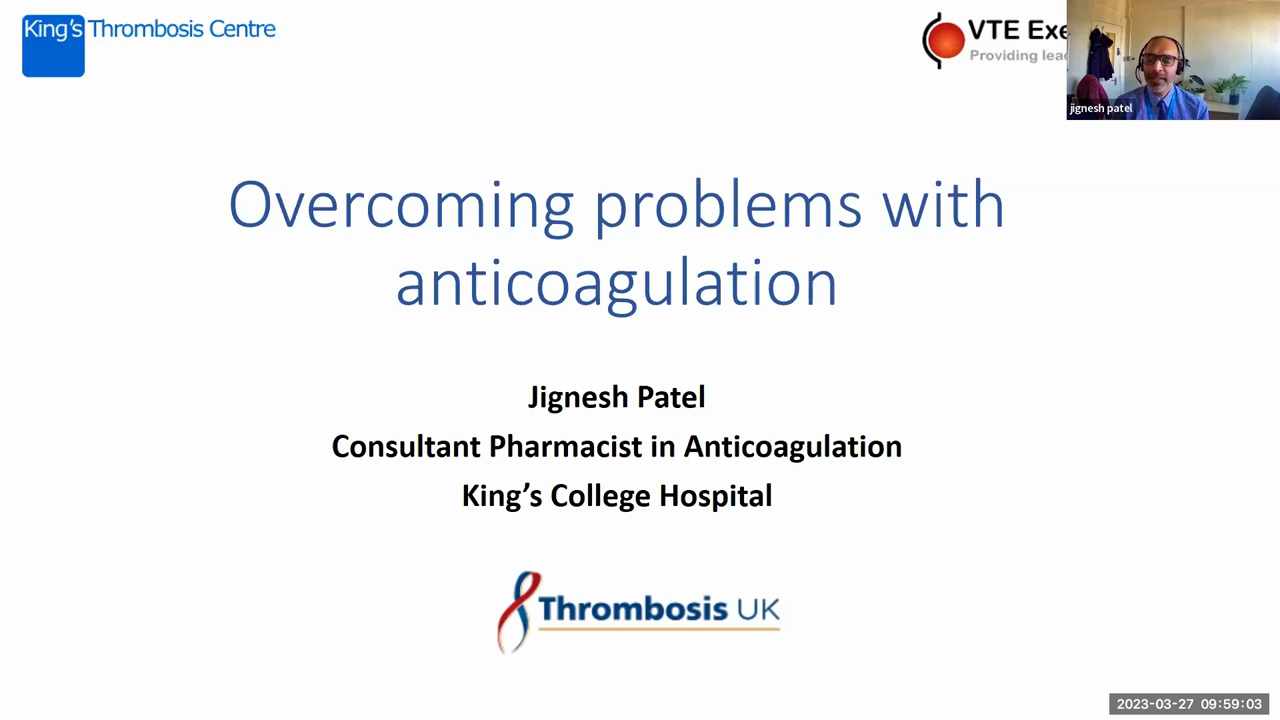 King's Thrombosis Centre
VTE Exe
Providing lea
jignesh patel
Overcoming problems with
anticoagulation
Jignesh Patel
Consultant Pharmacist in Anticoagulation
King's College Hospital
Thrombosis UK
2023-03-27 09:59:03